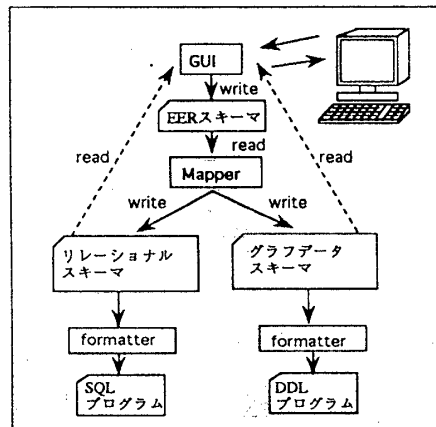 GUI
write
EERスキーマ
read
read
read
Mapper
write
write
リレーショナル
スキーマ
グラフデータ
スキーマ
formatter
formatter
SQL
プログラム
DDL
プログラム